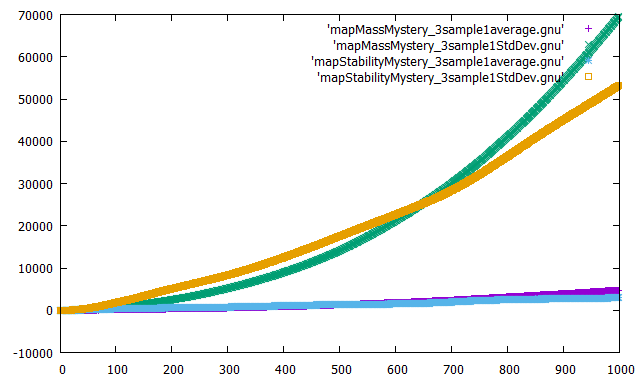 70000
60000
50000
40000
30000
20000
10000
0
-10000
'mapMassMystery_3sample1average.gnu'
'mapMassMystery_3sample1StdDev.gnu'
'mapStabilityMystery_3sample1average.gnu'
'mapStabilityMystery_3sample1StdDev.gnu'
0 100 200 300 400 500 600 700 800 900 1000